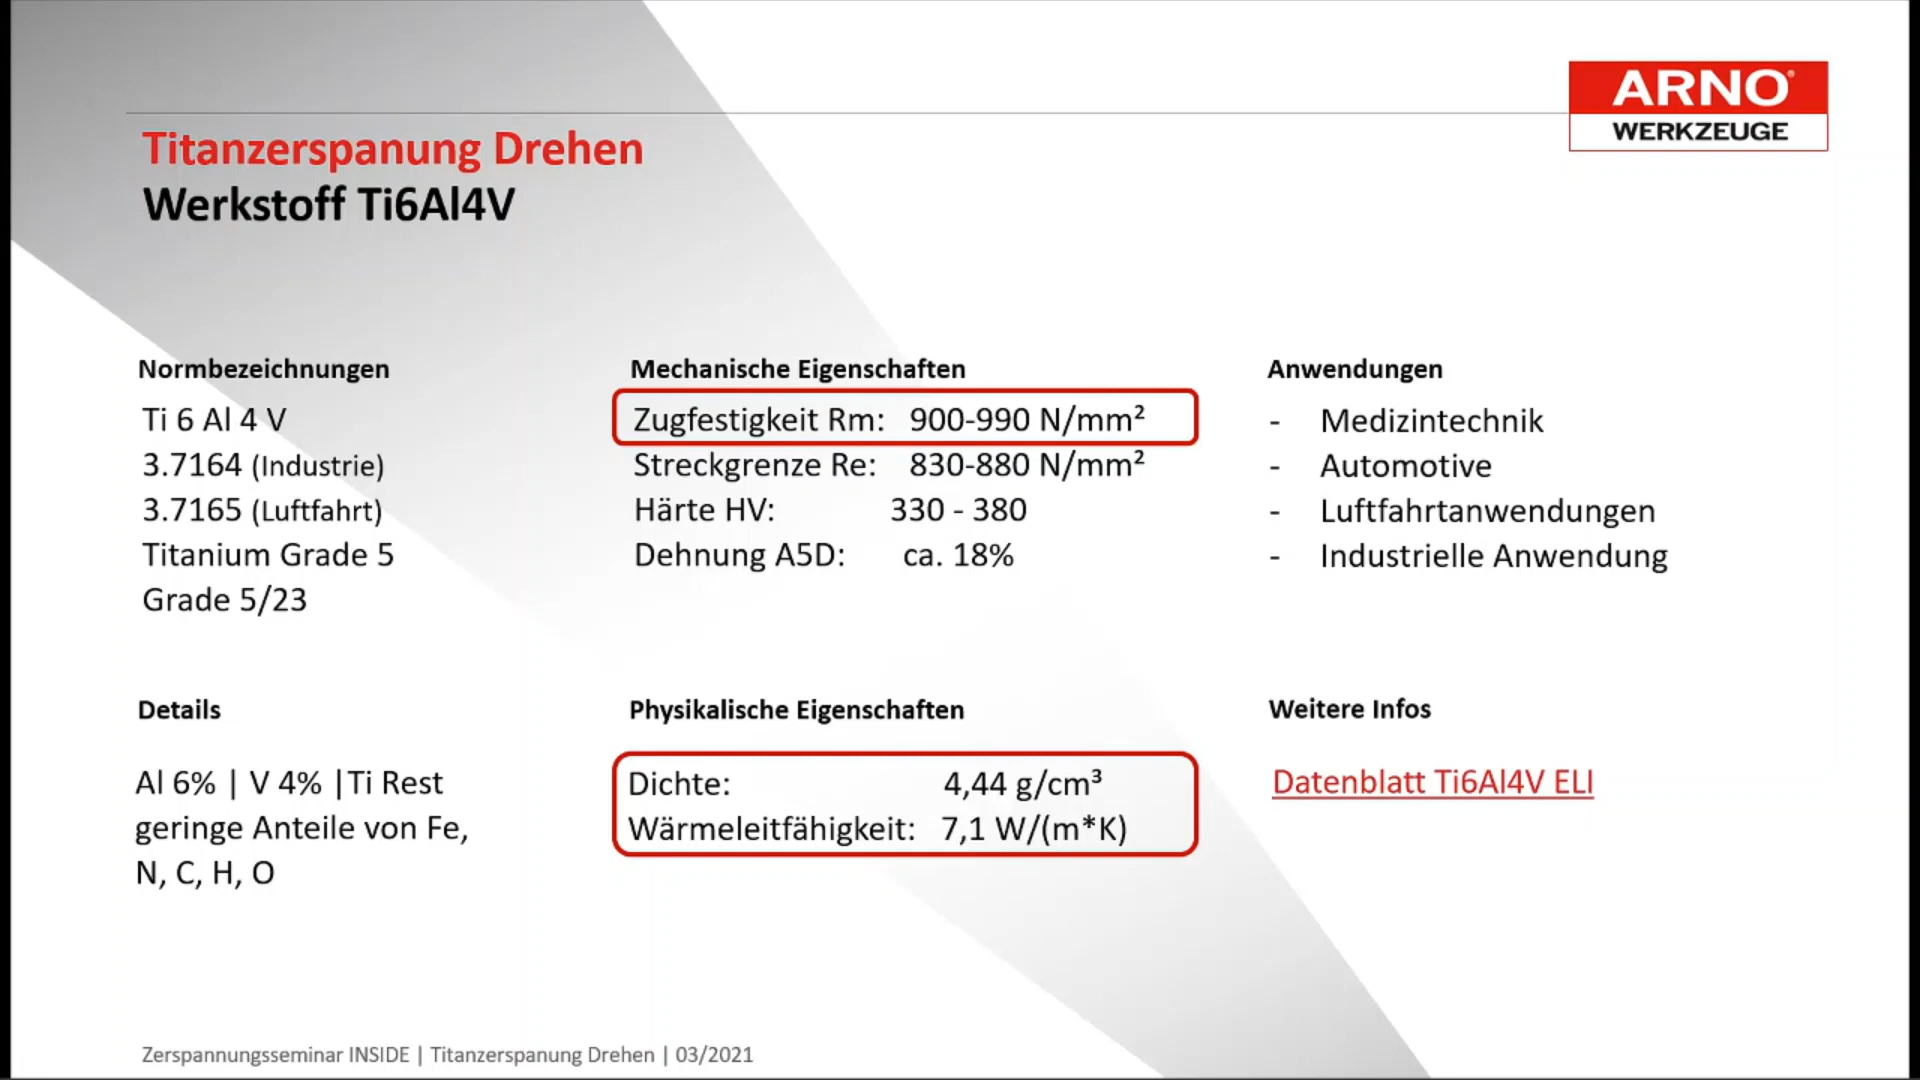 ARNO®
WERKZEUGE
Titanzerspanung Drehen
Werkstoff Ti6Al4V
Normbezeichnungen
Ti 6 Al 4 V
3.7164 (Industrie)
3.7165 (Luftfahrt)
Titanium Grade 5
Grade 5/23
Mechanische Eigenschaften
Zugfestigkeit Rm: 900-990 N/mm²
Streckgrenze Re: 830-880 N/mm²
Härte HV: 330 - 380
Dehnung A5D: ca. 18%
Anwendungen
- Medizintechnik
- Automotive
- Luftfahrtanwendungen
- Industrielle Anwendung
Details
Al 6% | V 4% |Ti Rest
geringe Anteile von Fe,
N, C, H, O
Physikalische Eigenschaften
Dichte: 4,44 g/cm³
Wärmeleitfähigkeit: 7,1 W/(m*K)
Weitere Infos
Datenblatt Ti6Al4V ELI
Zerspannungsseminar INSIDE | Titanzerspanung Drehen | 03/2021